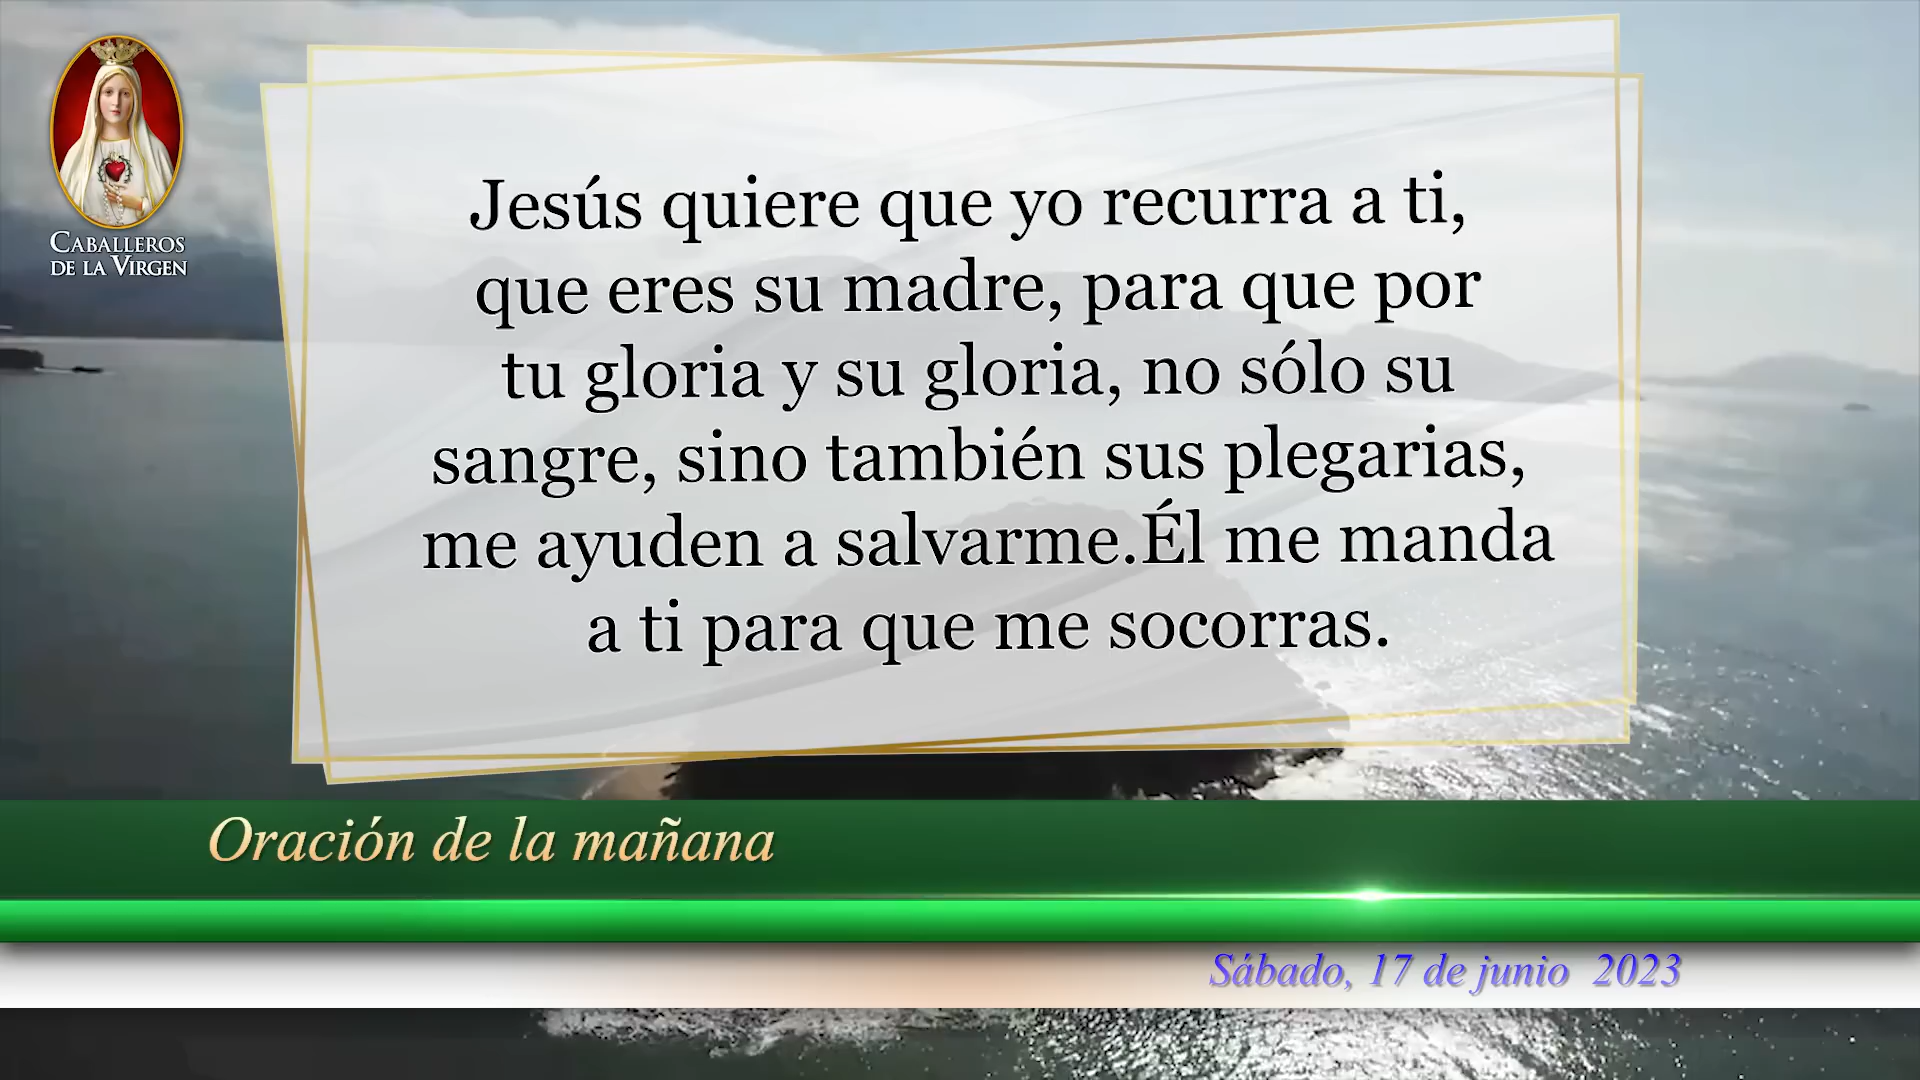 CABALLEROS
DE LA VIRGEN
Jesús quiere que yo recurra a ti,
que eres su madre, para que por
tu gloria y su gloria, no sólo su
sangre, sino también sus plegarias,
me ayuden a salvarme.Él me manda
a ti para que me socorras.
Oración de la mañana
Sábado, 17 de junio 2023